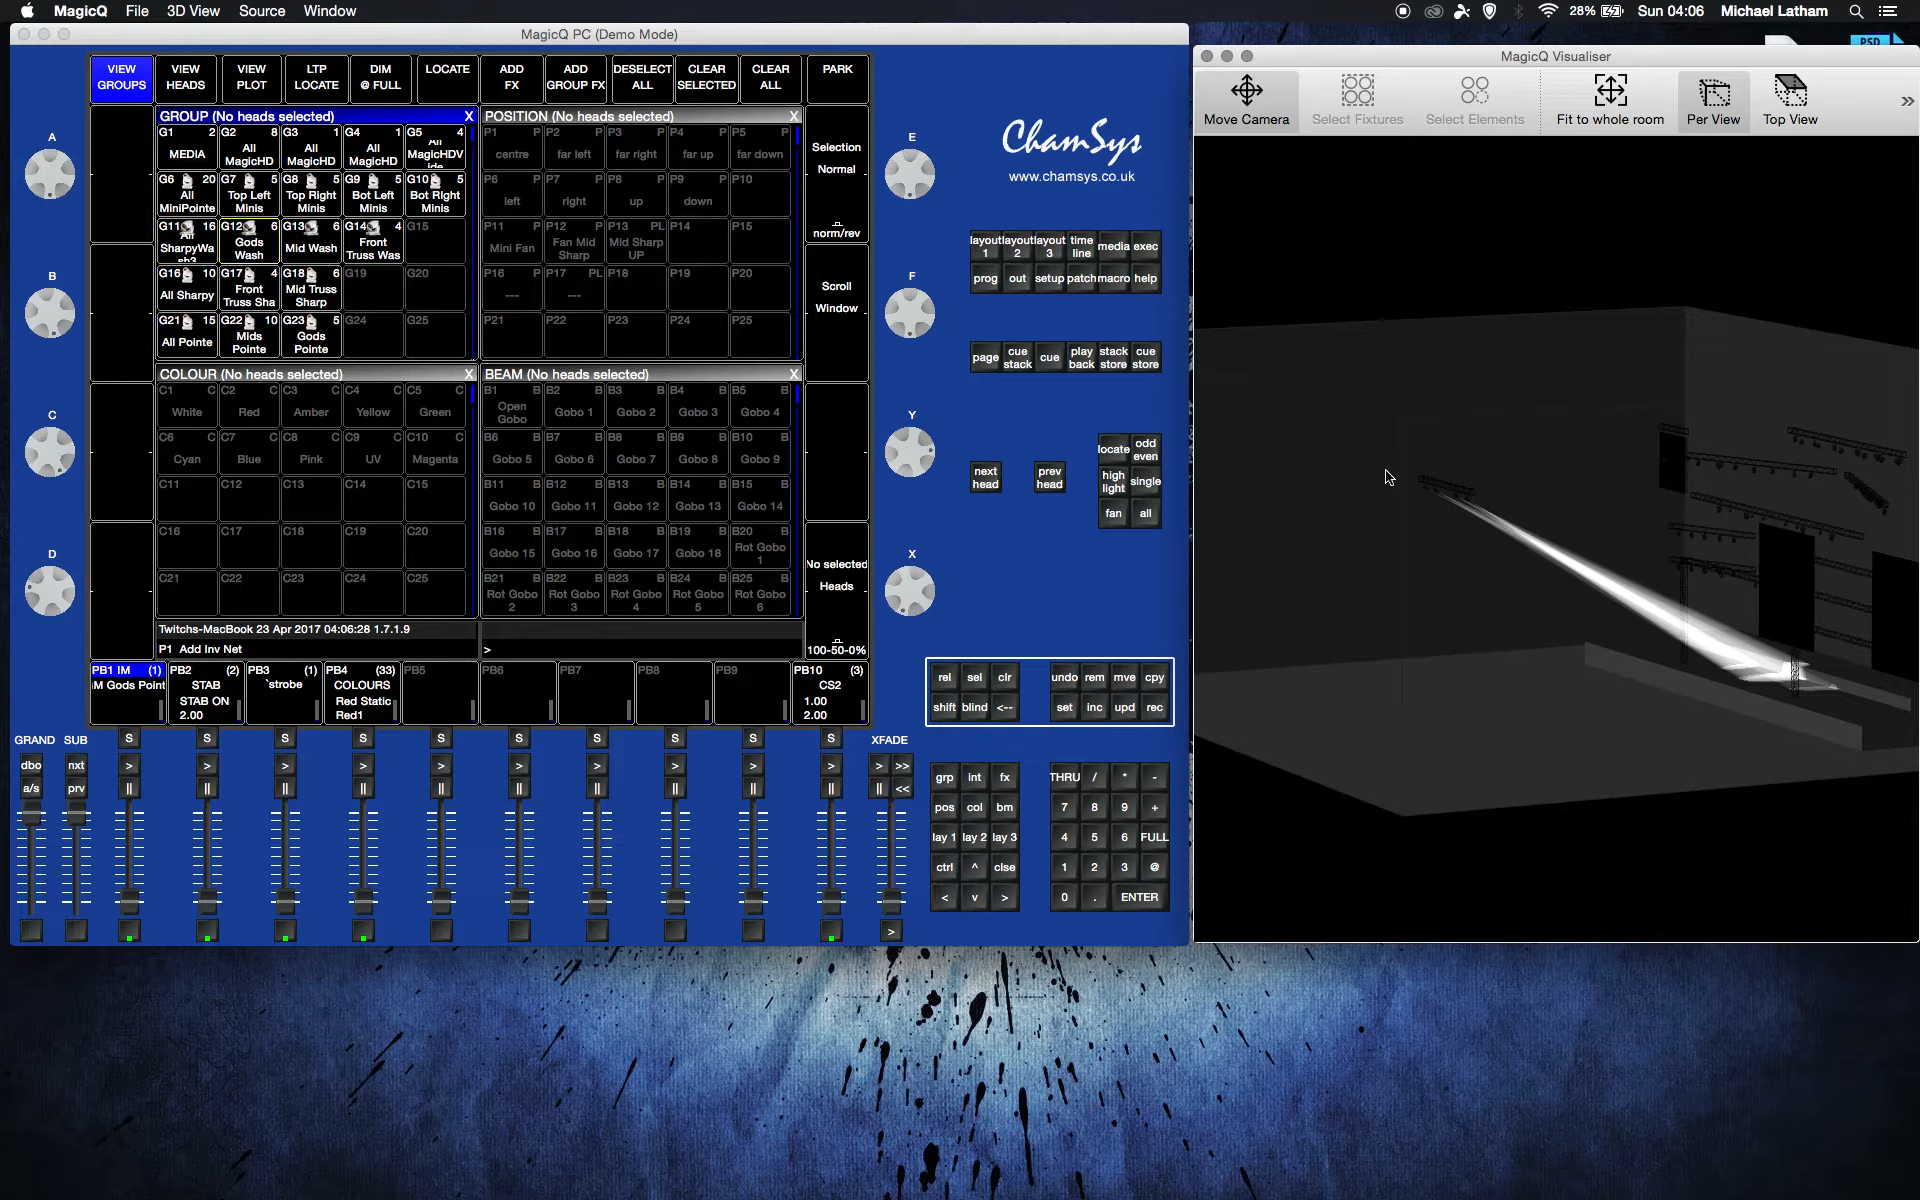 MagicQ File 3D View Source Window
28% Sun 04:06 Michael Latham
PSD
MagicQ PC (Demo Mode)
VIEW GROUPS
VIEW HEADS
VIEW PLOT
LTP LOCATE
DIM @ FULL
LOCATE
ADD FX
ADD GROUP FX
DESELECT ALL
CLEAR SELECTED
CLEAR ALL
PARK
GROUP (No heads selected) X
G1 2 MEDIA
G2 8 All MagicHD
G3 1 All MagicHD
G4 1 All MagicHD
G5 4 All MagicHDV
G6 20 All MiniPointe
G7 5 Top Left Minis
G8 5 Top Right Minis
G9 5 Bot Left Minis
G10 5 Bot Right Minis
G11 16 All SharpyWa sh3
G12 6 Gods Wash
G13 6 Mid Wash
G14 4 Front Truss Was
G15
G16 10 All Sharpy
G17 4 Front Truss Sha
G18 6 Mid Truss Sharp
G19
G20
G21 15 All Pointe
G22 10 Mids Pointe
G23 5 Gods Pointe
G24
G25
POSITION (No heads selected) X
P1 P centre
P2 P far left
P3 P far right
P4 P far up
P5 P far down
P6 P left
P7 P right
P8 P up
P9 P down
P10
P11 P Mini Fan
P12 P Fan Mid Sharp
P13 PL Mid Sharp UP
P14
P15
P16 P ---
P17 PL ---
P18
P19
P20
P21
P22
P23
P24
P25
Selection
Normal
norm/rev
Scroll
Window
No selected
Heads
100-50-0%
COLOUR (No heads selected) X
C1 C White
C2 C Red
C3 C Amber
C4 C Yellow
C5 C Green
C6 C Cyan
C7 C Blue
C8 C Pink
C9 C UV
C10 C Magenta
C11
C12
C13
C14
C15
C16
C17
C18
C19
C20
C21
C22
C23
C24
C25
BEAM (No heads selected) X
B1 B Open Gobo
B2 B Gobo 1
B3 B Gobo 2
B4 B Gobo 3
B5 B Gobo 4
B6 B Gobo 5
B7 B Gobo 6
B8 B Gobo 7
B9 B Gobo 8
B10 B Gobo 9
B11 B Gobo 10
B12 B Gobo 11
B13 B Gobo 12
B14 B Gobo 13
B15 B Gobo 14
B16 B Gobo 15
B17 B Gobo 16
B18 B Gobo 17
B19 B Gobo 18
B20 B Rot Gobo 1
B21 B Rot Gobo 2
B22 B Rot Gobo 3
B23 B Rot Gobo 4
B24 B Rot Gobo 5
B25 B Rot Gobo 6
Twitchs-MacBook 23 Apr 2017 04:06:28 1.7.1.9
P1 Add Inv Net
>
PB1 IM (1) IM Gods Point
PB2 (2) STAB STAB ON 2.00
PB3 (1) `strobe
PB4 (33) COLOURS Red Static Red1
PB5
PB6
PB7
PB8
PB9
PB10 (3) CS2 1.00 2.00
A
B
C
D
E
F
Y
X
GRAND SUB
S S S S S S S S S S
XFADE
dbo nxt > > > > > > > > > > > >>
a/s prv || || || || || || || || || || || <<
>
ChamSys
www.chamsys.co.uk
layout 1 layout 2 layout 3 time line media exec
prog out setup patch macro help
page cue stack cue play back stack store cue store
next head
prev head
locate odd even
high light single
fan all
rel sel clr undo rem mve cpy
shift blind <-- set inc upd rec
grp int fx THRU / * -
pos col bm 7 8 9 +
lay 1 lay 2 lay 3 4 5 6 FULL
ctrl ^ clse 1 2 3 @
< v > 0 . ENTER
MagicQ Visualiser
Move Camera
Select Fixtures
Select Elements
Fit to whole room
Per View
Top View
»